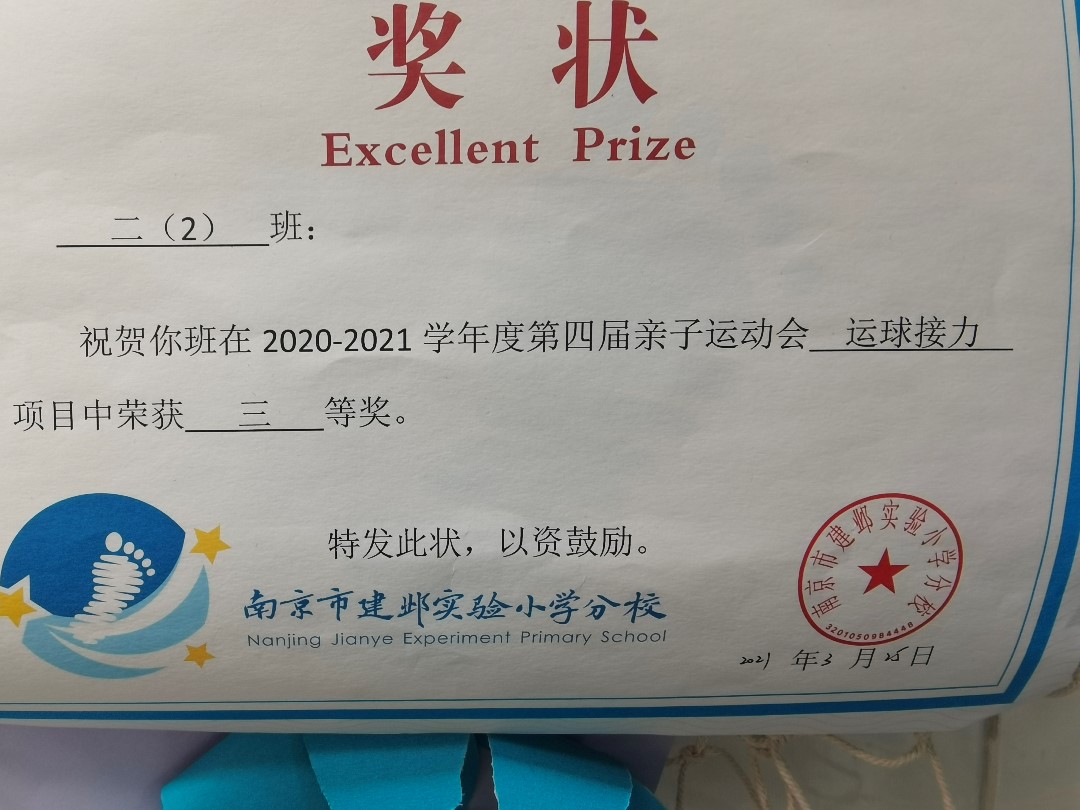 奖 状
Excellent Prize
二（2） 班：
祝贺你班在 2020-2021 学年度第四届亲子运动会 运球接力
项目中荣获 三 等奖。
特发此状，以资鼓励。
南京市建邺实验小学分校
Nanjing Jianye Experiment Primary School
南京市建邺实验小学分校
3201050984448
2021 年3 月25日